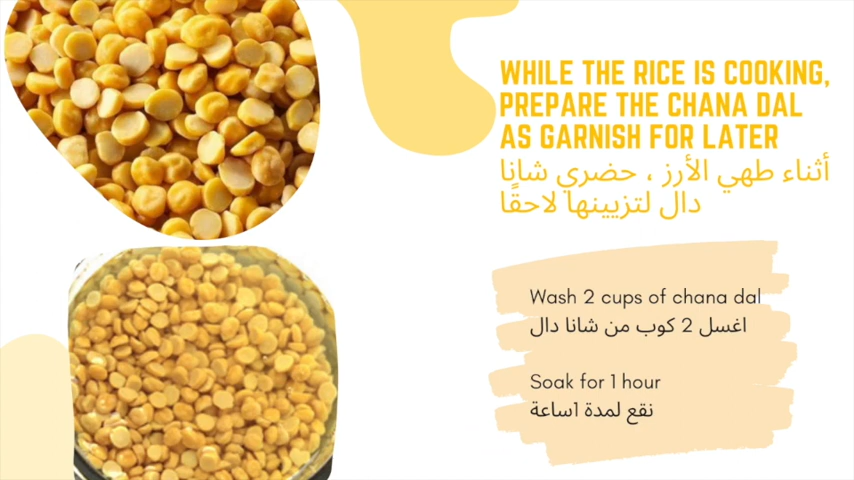 WHILE THE RICE IS COOKING,
PREPARE THE CHANA DAL
AS GARNISH FOR LATER
أثناء طهي الأرز ، حضري شانا
دال لتزيينها لاحقًا
Wash 2 cups of chana dal
اغسل 2 كوب من شانا دال
Soak for 1 hour
نقع لمدة 1ساعة